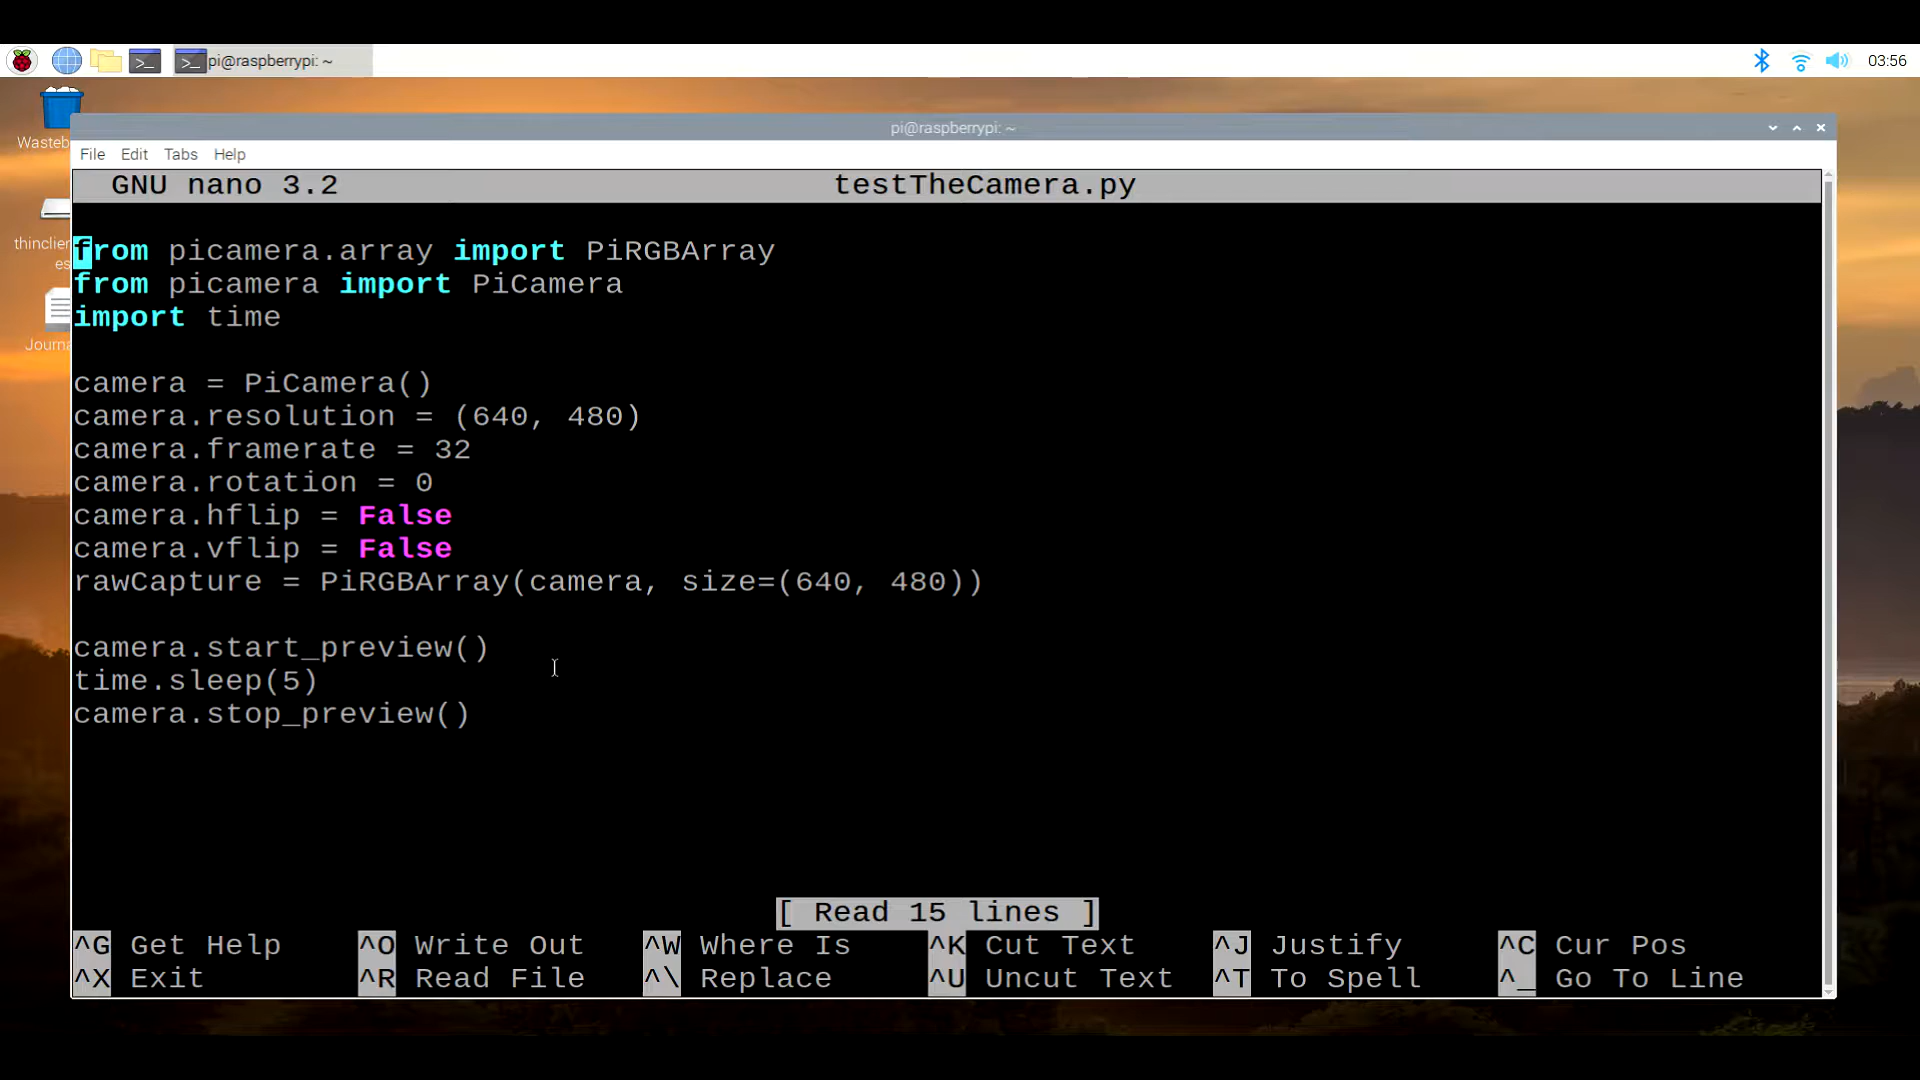 pi@raspberrypi: ~
03:56
Wasteb
thinclien
es
Journa
pi@raspberrypi: ~
File Edit Tabs Help
GNU nano 3.2 testTheCamera.py
from picamera.array import PiRGBArray
from picamera import PiCamera
import time
camera = PiCamera()
camera.resolution = (640, 480)
camera.framerate = 32
camera.rotation = 0
camera.hflip = False
camera.vflip = False
rawCapture = PiRGBArray(camera, size=(640, 480))
camera.start_preview()
time.sleep(5)
camera.stop_preview()
[ Read 15 lines ]
^G Get Help ^O Write Out ^W Where Is ^K Cut Text ^J Justify ^C Cur Pos
^X Exit ^R Read File ^\ Replace ^U Uncut Text ^T To Spell ^_ Go To Line